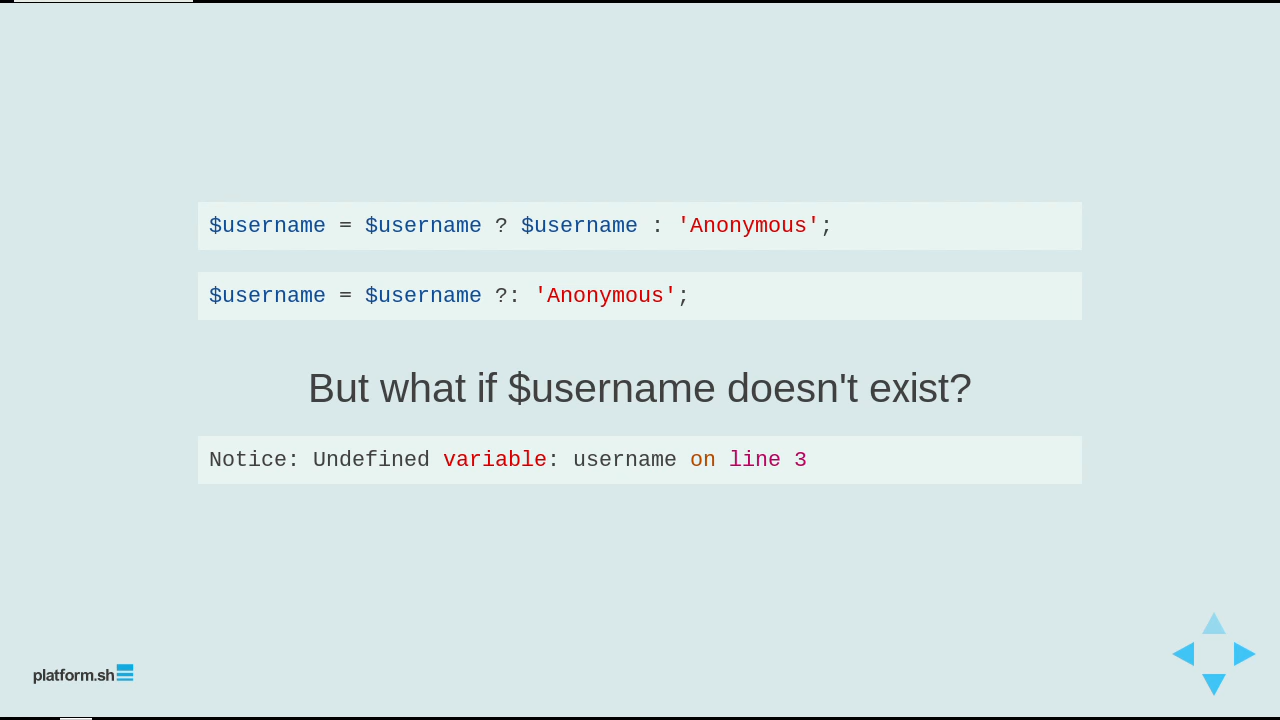 $username = $username ? $username : 'Anonymous';
$username = $username ?: 'Anonymous';
But what if $username doesn't exist?
Notice: Undefined variable: username on line 3
platform.sh